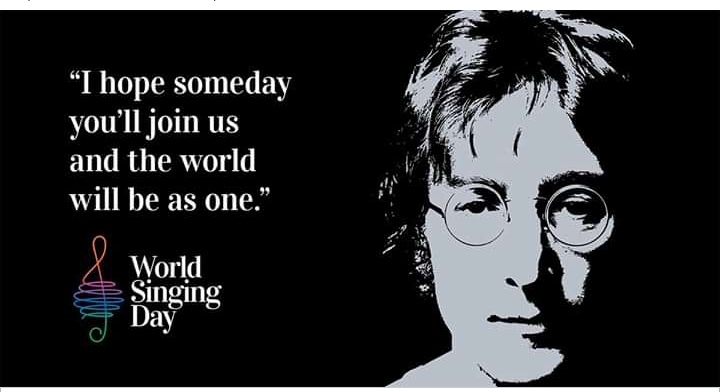 “I hope someday
you’ll join us
and the world
will be as one.”
World
Singing
Day